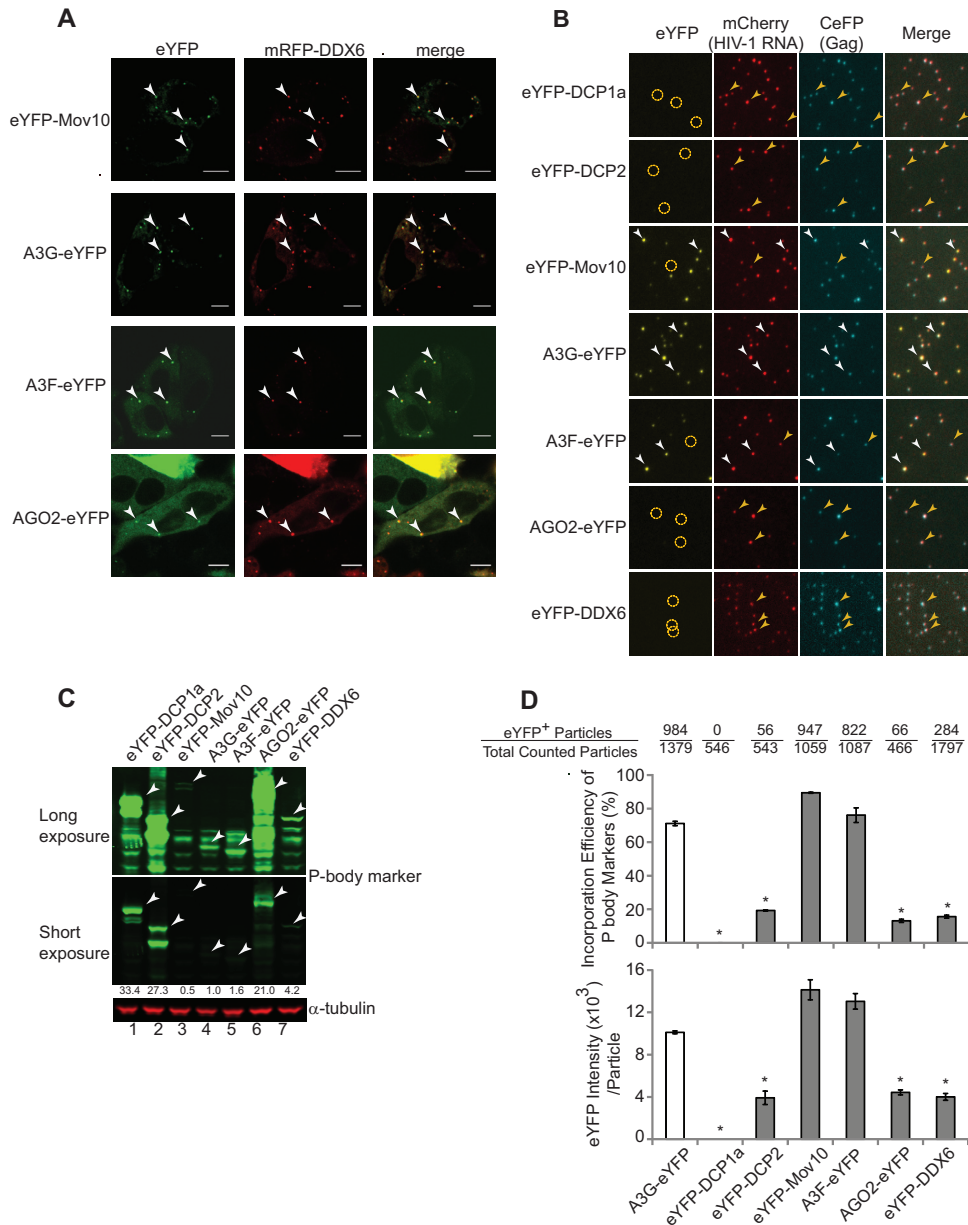 A
eYFP mRFP-DDX6 merge
eYFP-Mov10
A3G-eYFP
A3F-eYFP
AGO2-eYFP
B
eYFP mCherry (HIV-1 RNA) CeFP (Gag) Merge
eYFP-DCP1a
eYFP-DCP2
eYFP-Mov10
A3G-eYFP
A3F-eYFP
AGO2-eYFP
eYFP-DDX6
C
eYFP-DCP1a
eYFP-DCP2
eYFP-Mov10
A3G-eYFP
A3F-eYFP
AGO2-eYFP
eYFP-DDX6
Long exposure
P-body marker
Short exposure
33.4 27.3 0.5 1.0 1.6 21.0 4.2
α-tubulin
1 2 3 4 5 6 7
D
eYFP+ Particles 984 0 56 947 822 66 284
Total Counted Particles 1379 546 543 1059 1087 466 1797
Incorporation Efficiency of P body Markers (%)
100
80
60
40
20
0
* * * *
eYFP Intensity (x10³) /Particle
16
12
8
4
0
* * * *
A3G-eYFP
eYFP-DCP1a
eYFP-DCP2
eYFP-Mov10
A3F-eYFP
AGO2-eYFP
eYFP-DDX6